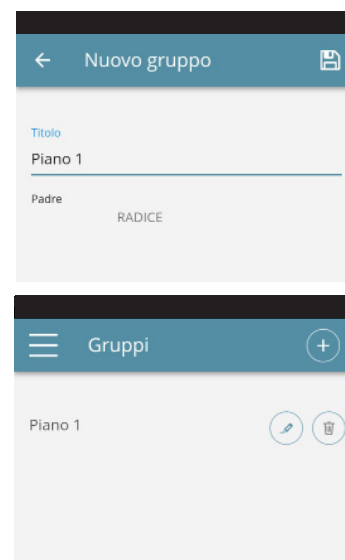 Nuovo gruppo
Titolo
Piano 1
Padre
RADICE
Gruppi
Piano 1